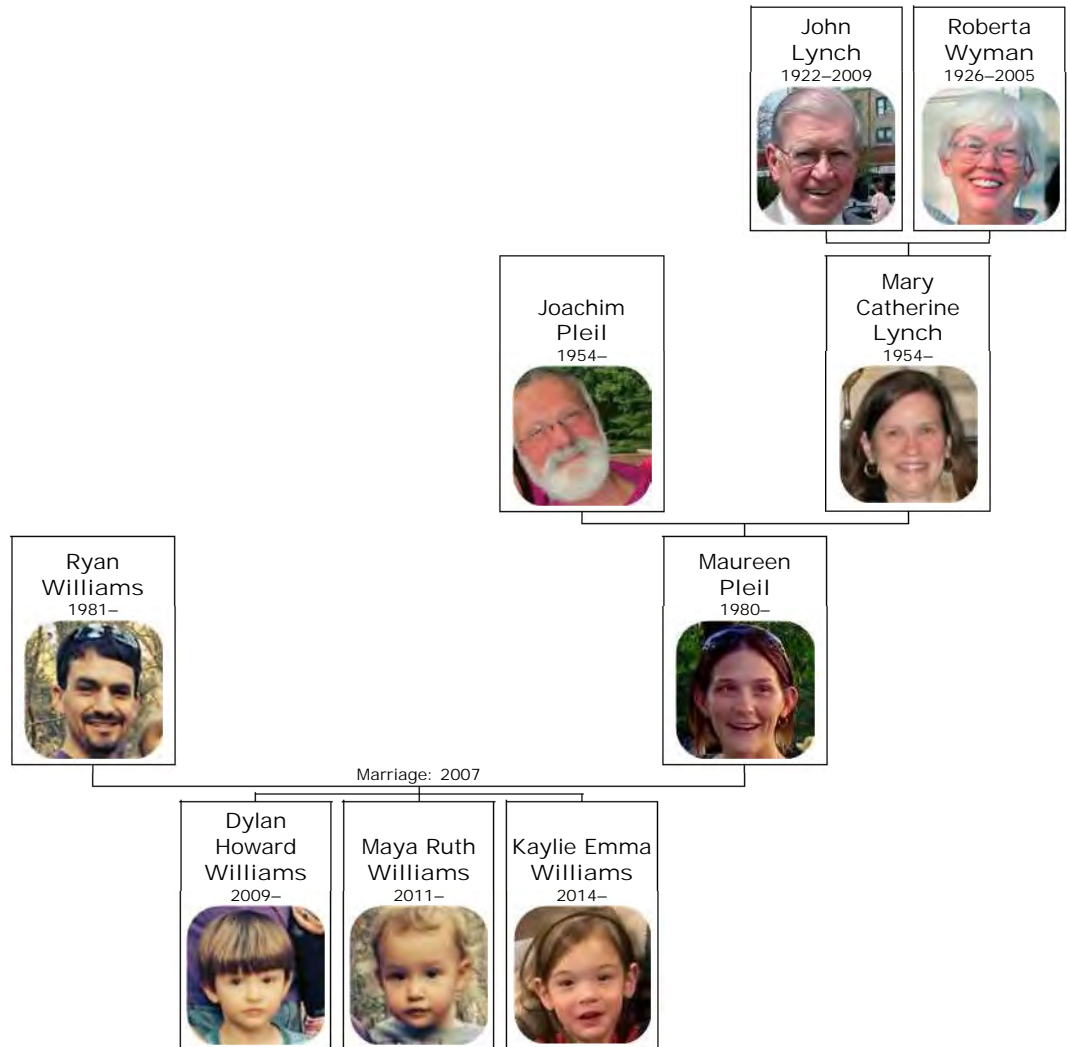 John
Lynch
1922–2009
Roberta
Wyman
1926–2005
Joachim
Pleil
1954–
Mary
Catherine
Lynch
1954–
Ryan
Williams
1981–
Maureen
Pleil
1980–
Marriage: 2007
Dylan
Howard
Williams
2009–
Maya Ruth
Williams
2011–
Kaylie Emma
Williams
2014–